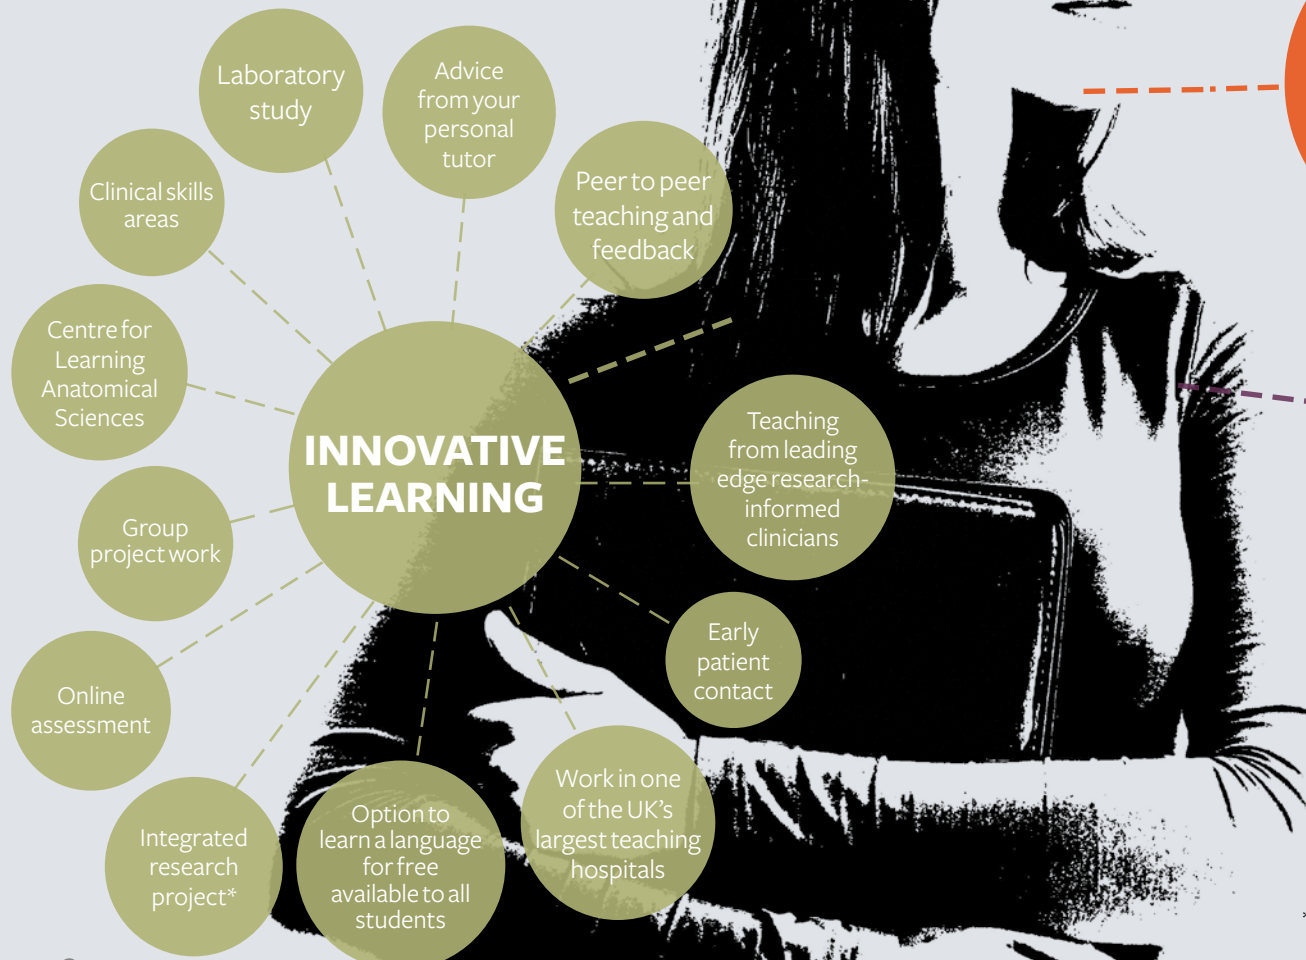 Laboratory
study
Advice
from your
personal
tutor
Peer to peer
teaching and
feedback
Clinical skills
areas
Centre for
Learning
Anatomical
Sciences
INNOVATIVE
LEARNING
Teaching
from leading
edge research-
informed
clinicians
Group
project work
Early
patient
contact
Online
assessment
Work in one
of the UK’s
largest teaching
hospitals
Integrated
research
project*
Option to
learn a language
for free
available to all
students
*